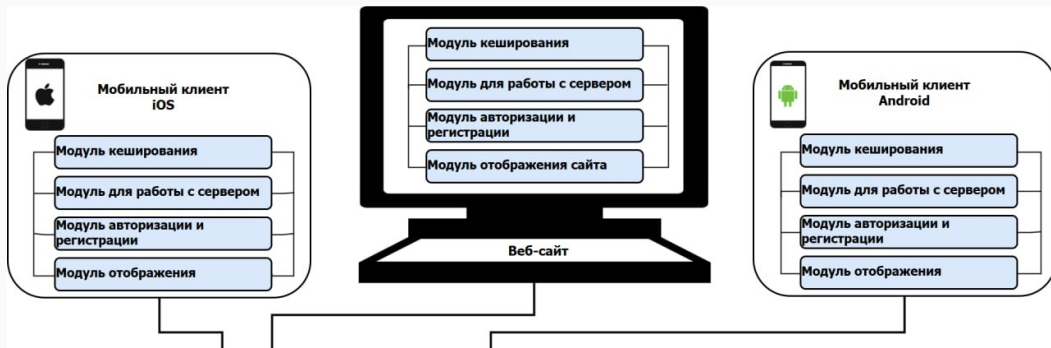 Мобильный клиент
iOS
Модуль кеширования
Модуль для работы с сервером
Модуль авторизации и
регистрации
Модуль отображения
Модуль кеширования
Модуль для работы с сервером
Модуль авторизации и
регистрации
Модуль отображения сайта
Веб-сайт
Мобильный клиент
Android
Модуль кеширования
Модуль для работы с сервером
Модуль авторизации и
регистрации
Модуль отображения